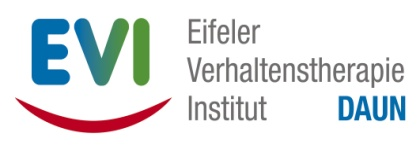 EVI
Eifeler
Verhaltenstherapie
Institut DAUN